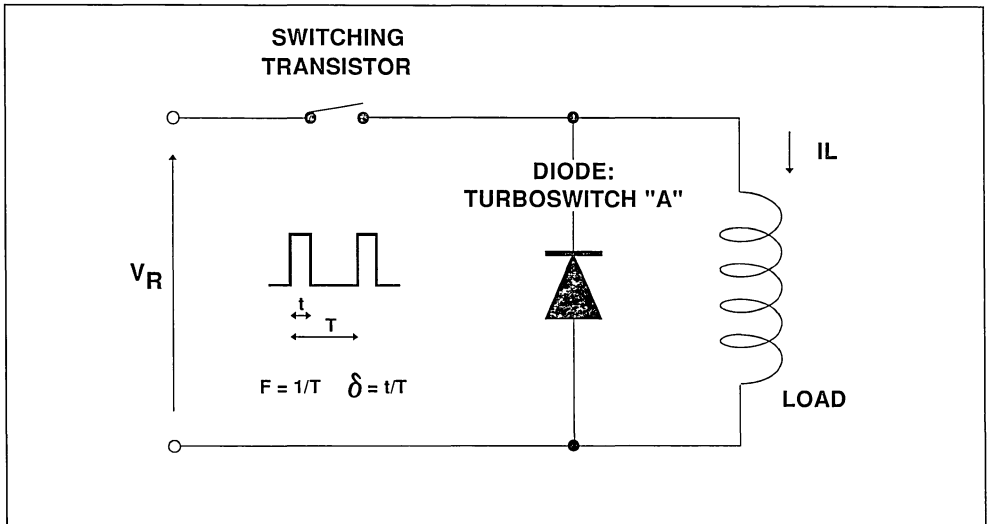 SWITCHING
TRANSISTOR
IL
DIODE:
TURBOSWITCH "A"
VR
t
T
F = 1/T δ = t/T
LOAD